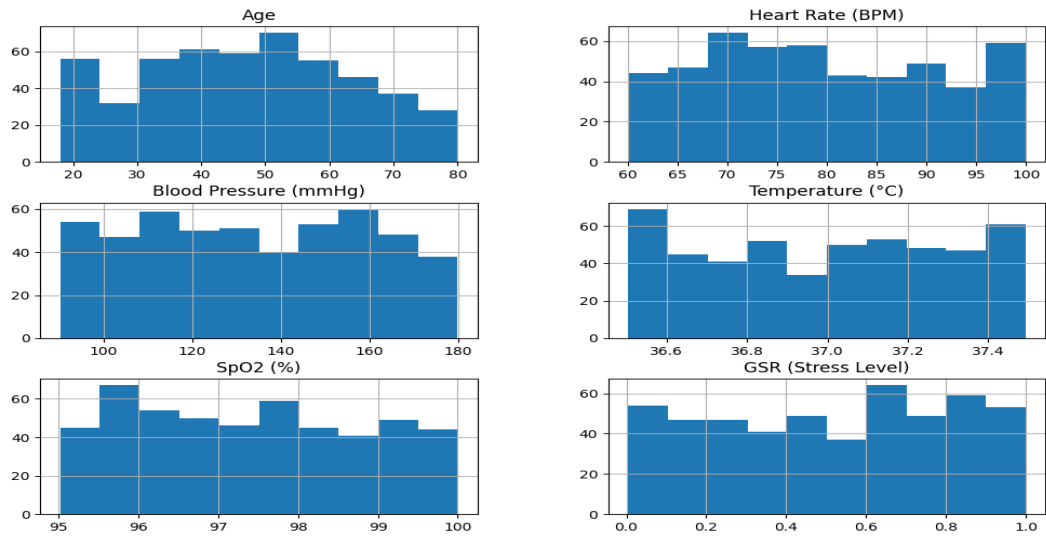 Age
60
40
20
0
20 30 40 50 60 70 80
Heart Rate (BPM)
60
40
20
0
60 65 70 75 80 85 90 95 100
Blood Pressure (mmHg)
60
40
20
0
100 120 140 160 180
Temperature (°C)
60
40
20
0
36.6 36.8 37.0 37.2 37.4
SpO2 (%)
60
40
20
0
95 96 97 98 99 100
GSR (Stress Level)
60
40
20
0
0.0 0.2 0.4 0.6 0.8 1.0